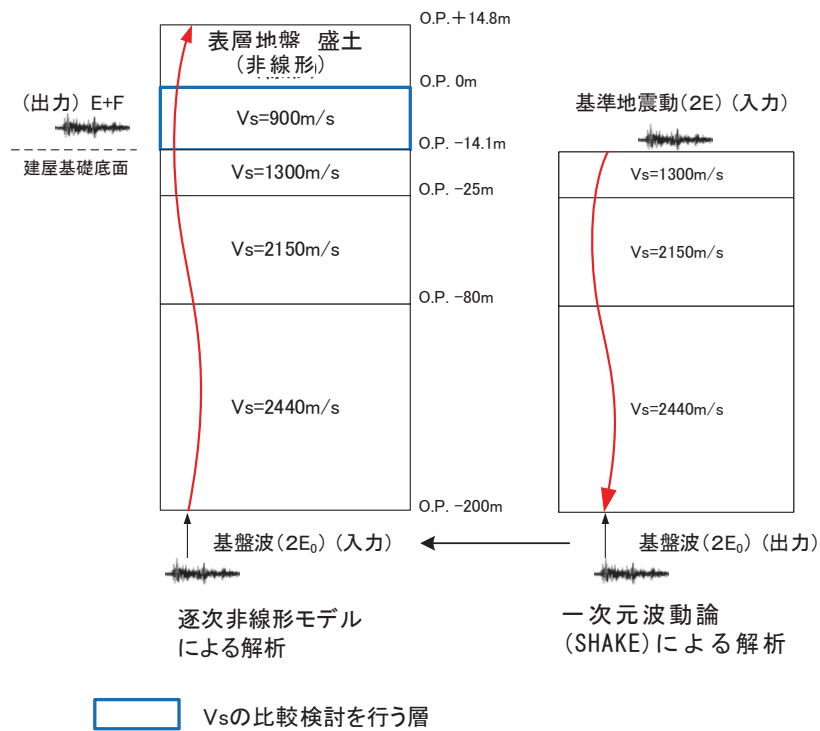 O.P.+14.8m
表層地盤 盛土
(非線形)
O.P. 0m
(出力) E+F
Vs=900m/s
建屋基礎底面
O.P. -14.1m
Vs=1300m/s
O.P. -25m
Vs=2150m/s
O.P. -80m
Vs=2440m/s
O.P. -200m
基盤波(2E₀) (入力)
逐次非線形モデル
による解析
基準地震動(2E) (入力)
Vs=1300m/s
Vs=2150m/s
Vs=2440m/s
基盤波(2E₀) (出力)
一次元波動論
(SHAKE)による解析
Vsの比較検討を行う層